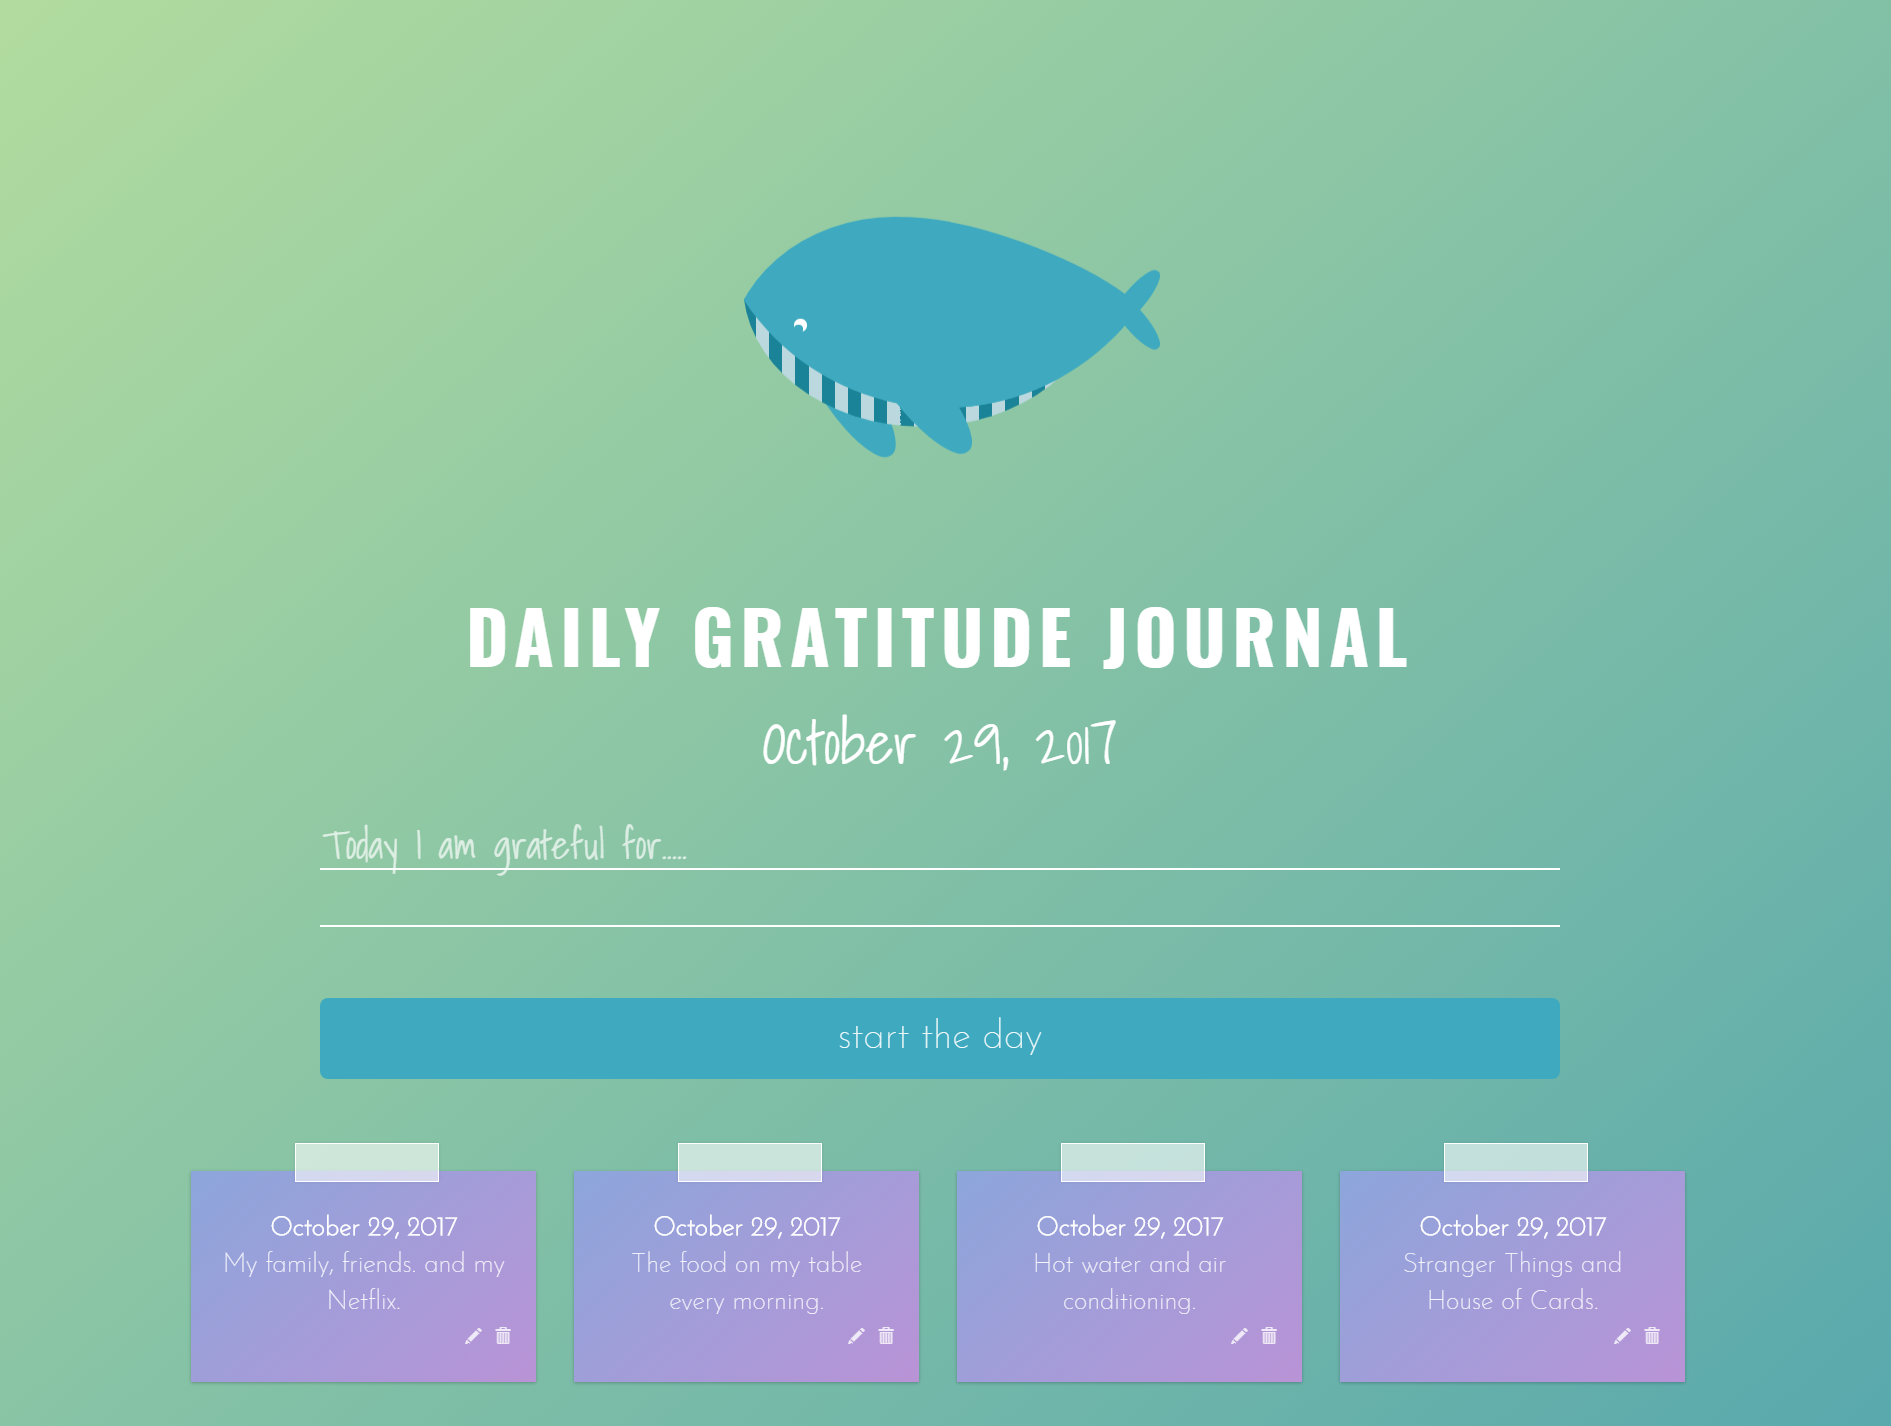 DAILY GRATITUDE JOURNAL
October 29, 2017
Today I am grateful for.....
start the day
October 29, 2017
My family, friends. and my
Netflix.
October 29, 2017
The food on my table
every morning.
October 29, 2017
Hot water and air
conditioning.
October 29, 2017
Stranger Things and
House of Cards.